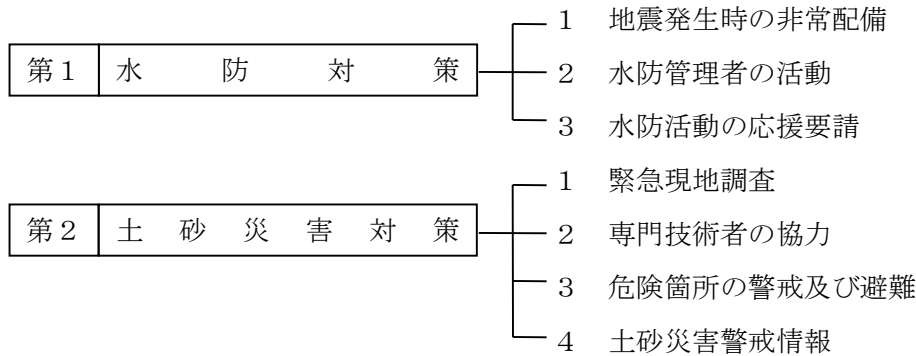 第１ 水防対策
１ 地震発生時の非常配備
２ 水防管理者の活動
３ 水防活動の応援要請
第２ 土砂災害対策
１ 緊急現地調査
２ 専門技術者の協力
３ 危険箇所の警戒及び避難
４ 土砂災害警戒情報